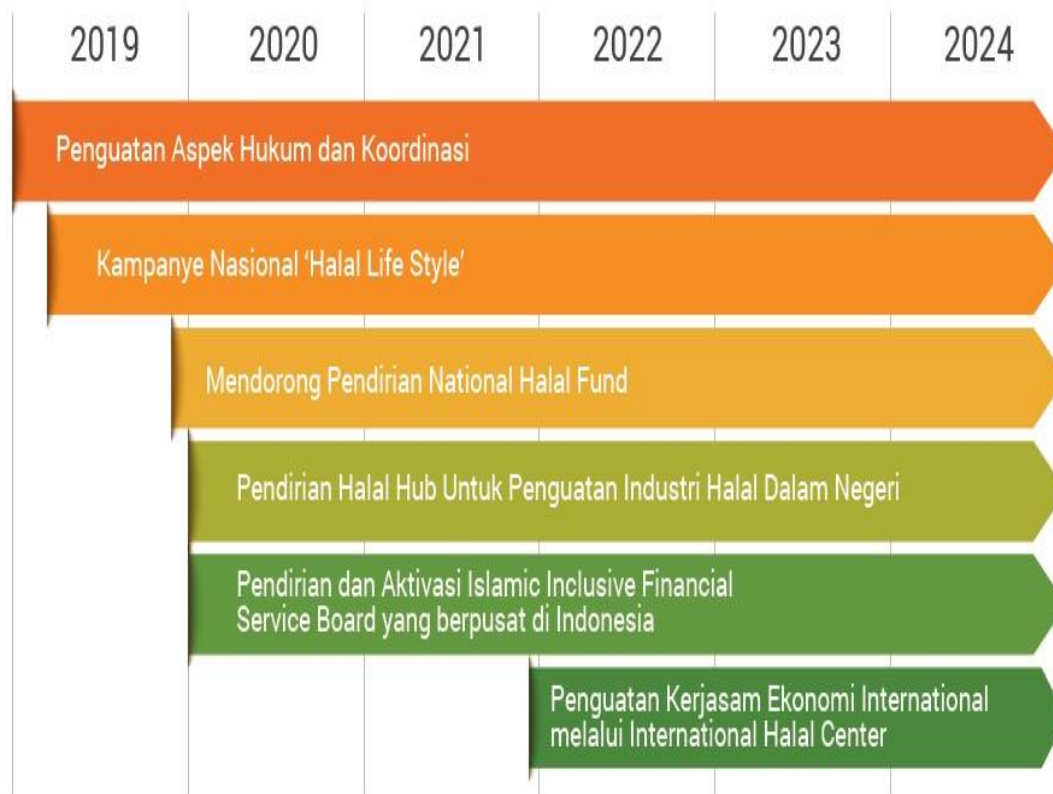 2019 2020 2021 2022 2023 2024
Penguatan Aspek Hukum dan Koordinasi
Kampanye Nasional ‘Halal Life Style’
Mendorong Pendirian National Halal Fund
Pendirian Halal Hub Untuk Penguatan Industri Halal Dalam Negeri
Pendirian dan Aktivasi Islamic Inclusive Financial
Service Board yang berpusat di Indonesia
Penguatan Kerjasam Ekonomi International
melalui International Halal Center